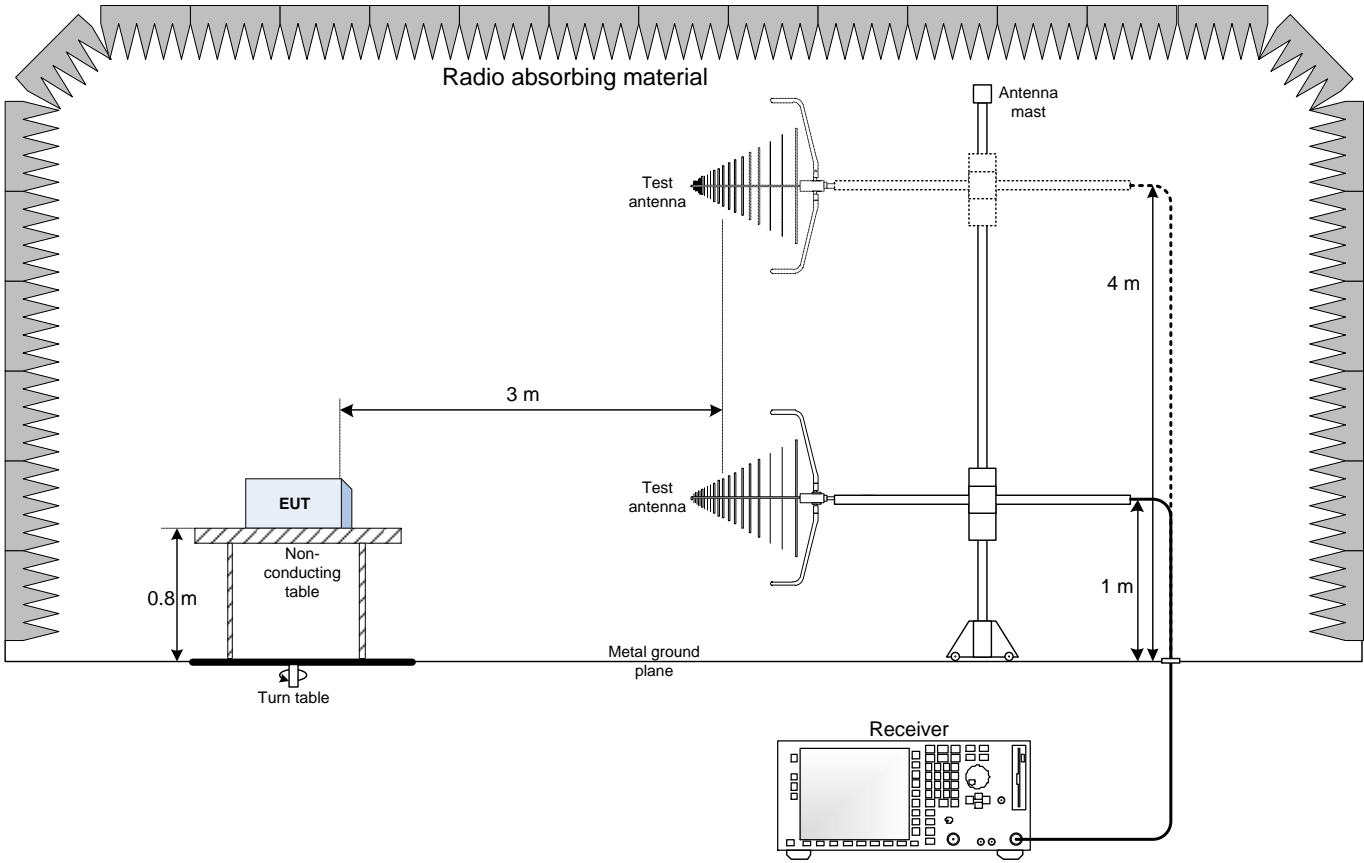 Radio absorbing material
Antenna
mast
Test
antenna
4 m
3 m
Test
antenna
EUT
Non-
conducting
table
0.8 m
1 m
Metal ground
plane
Turn table
Receiver